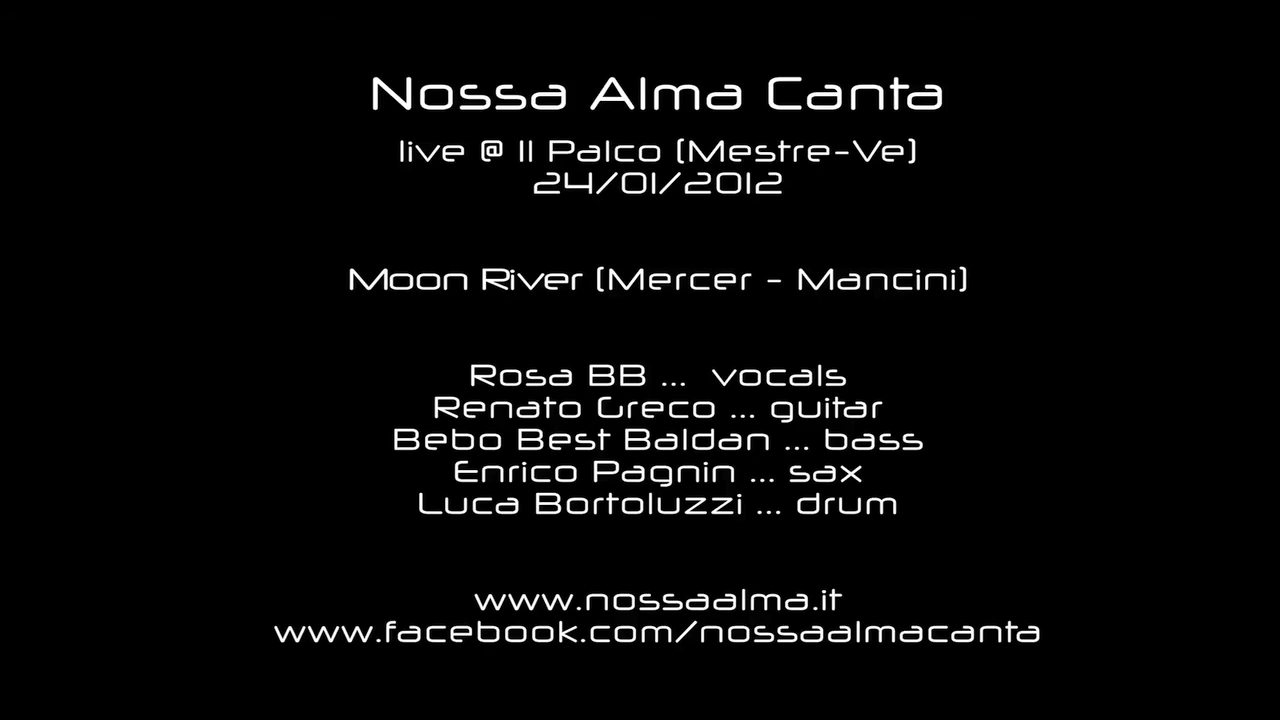 Nossa Alma Canta
live @ Il Palco (Mestre-Ve)
24/01/2012
Moon River (Mercer - Mancini)
Rosa BB ... vocals
Renato Greco ... guitar
Bebo Best Baldan ... bass
Enrico Pagnin ... sax
Luca Bortoluzzi ... drum
www.nossaalma.it
www.facebook.com/nossaalmacanta